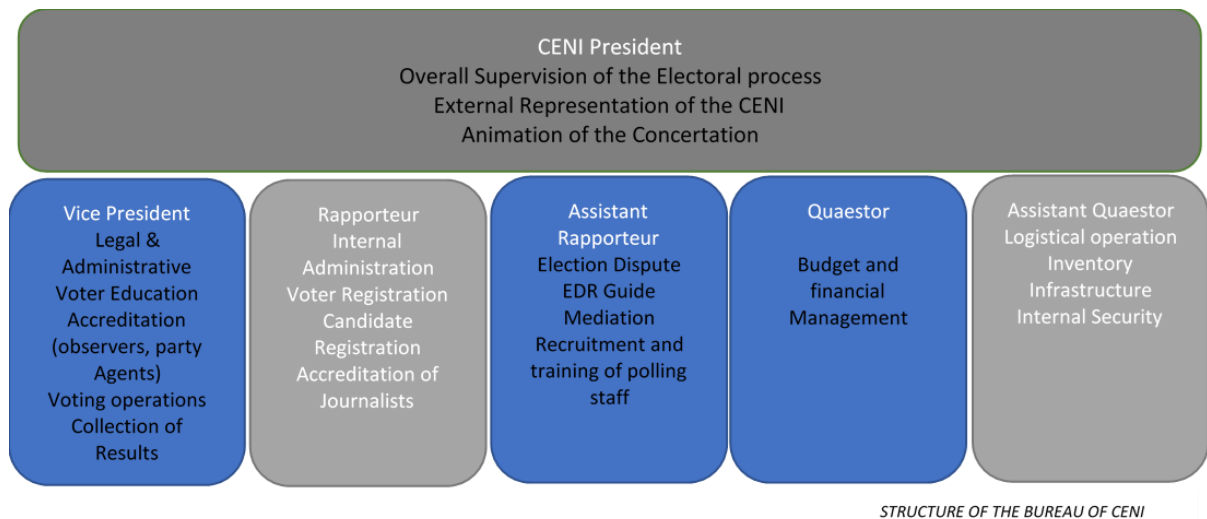 CENI President
Overall Supervision of the Electoral process
External Representation of the CENI
Animation of the Concertation
Vice President
Legal &
Administrative
Voter Education
Accreditation
(observers, party
Agents)
Voting operations
Collection of
Results
Rapporteur
Internal
Administration
Voter Registration
Candidate
Registration
Accreditation of
Journalists
Assistant
Rapporteur
Election Dispute
EDR Guide
Mediation
Recruitment and
training of polling
staff
Quaestor
Budget and
financial
Management
Assistant Quaestor
Logistical operation
Inventory
Infrastructure
Internal Security
STRUCTURE OF THE BUREAU OF CENI